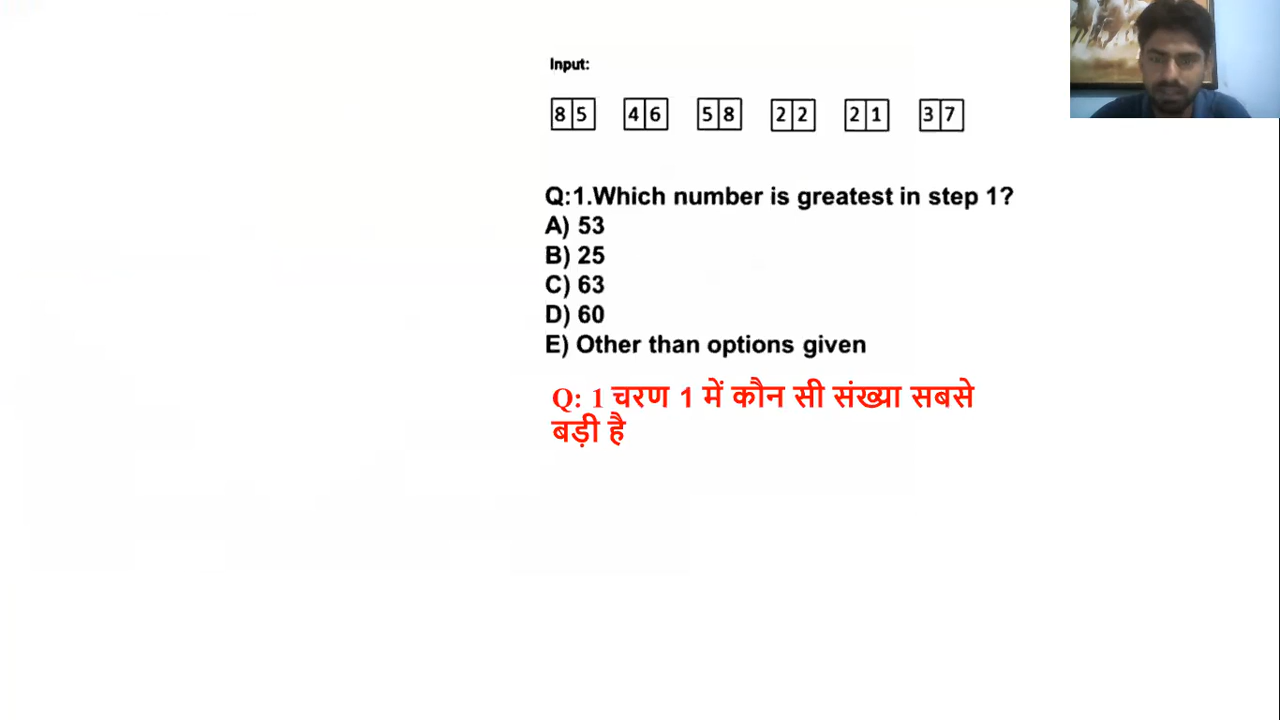 Input:
8 5 4 6 5 8 2 2 2 1 3 7
Q:1.Which number is greatest in step 1?
A) 53
B) 25
C) 63
D) 60
E) Other than options given
Q: 1 चरण 1 में कौन सी संख्या सबसे
बड़ी है